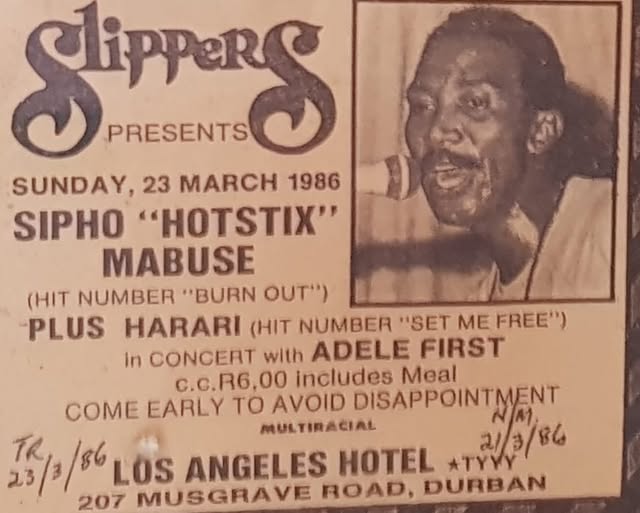 SlippeRS
PRESENTS
SUNDAY, 23 MARCH 1986
SIPHO "HOTSTIX"
MABUSE
(HIT NUMBER "BURN OUT")
PLUS HARARI (HIT NUMBER "SET ME FREE")
in CONCERT with ADELE FIRST
c.c.R6,00 includes Meal
COME EARLY TO AVOID DISAPPOINTMENT
MULTIRACIAL
TR
23/3/86
N/M
21/3/86
LOS ANGELES HOTEL ★TYYY
207 MUSGRAVE ROAD, DURBAN